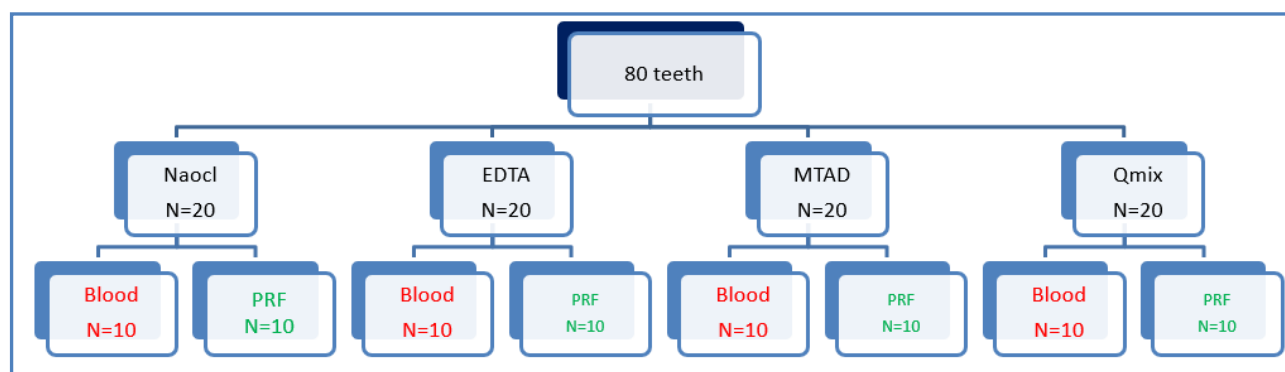 80 teeth
Naocl
N=20
EDTA
N=20
MTAD
N=20
Qmix
N=20
Blood
N=10
PRF
N=10
Blood
N=10
PRF
N=10
Blood
N=10
PRF
N=10
Blood
N=10
PRF
N=10